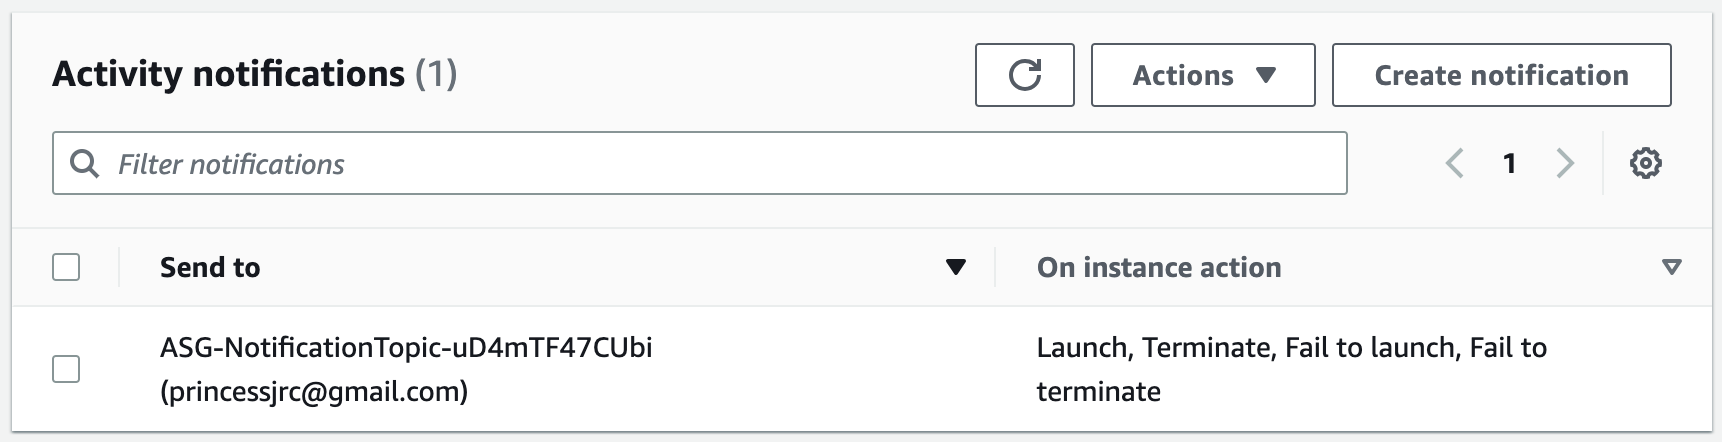 Activity notifications (1)
Actions
Create notification
Filter notifications
1
Send to
On instance action
ASG-NotificationTopic-uD4mTF47CUbi
(princessjrc@gmail.com)
Launch, Terminate, Fail to launch, Fail to
terminate